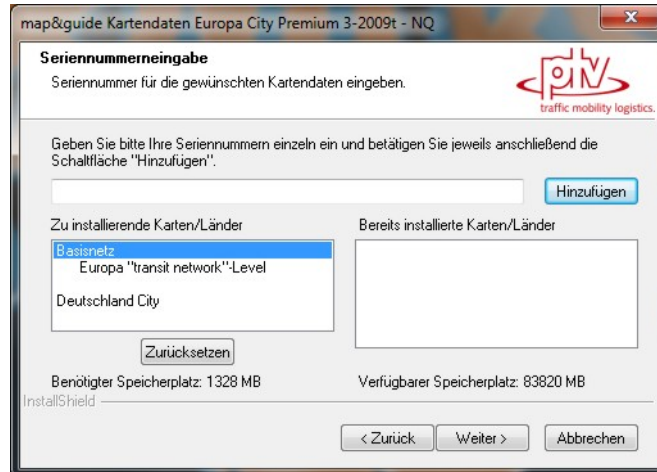 map&guide Kartendaten Europa City Premium 3-2009t - NQ
x
Seriennummerneingabe
Seriennummer für die gewünschten Kartendaten eingeben.
ptv
traffic mobility logistics.
Geben Sie bitte Ihre Seriennummern einzeln ein und betätigen Sie jeweils anschließend die
Schaltfläche "Hinzufügen".
Hinzufügen
Zu installierende Karten/Länder
Bereits installierte Karten/Länder
Basisnetz
Europa "transit network"-Level
Deutschland City
Zurücksetzen
Benötigter Speicherplatz: 1328 MB
Verfügbarer Speicherplatz: 83820 MB
InstallShield
< Zurück
Weiter >
Abbrechen